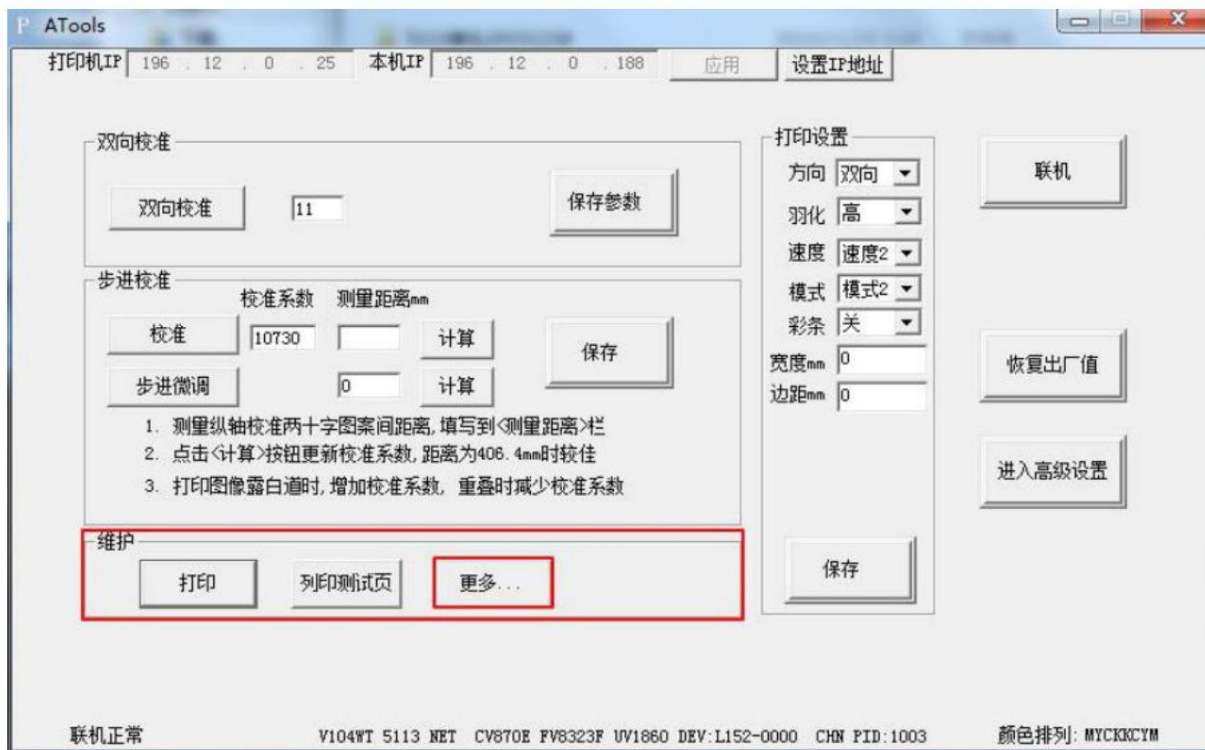 ATools
打印机IP 196 . 12 . 0 . 25 本机IP 196 . 12 . 0 . 188 应用 设置IP地址
双向校准
双向校准 11 保存参数
步进校准
校准系数 测量距离mm
校准 10730 计算 保存
步进微调 0 计算
1. 测量纵轴校准两十字图案间距离,填写到<测量距离>栏
2. 点击<计算>按钮更新校准系数,距离为406.4mm时较佳
3. 打印图像露白道时,增加校准系数, 重叠时减少校准系数
维护
打印 列印测试页 更多...
打印设置
方向 双向
羽化 高
速度 速度2
模式 模式2
彩条 关
宽度mm 0
边距mm 0
保存
联机
恢复出厂值
进入高级设置
联机正常 V104WT 5113 NET CV870E FV8323F UV1860 DEV:L152-0000 CHN PID:1003 颜色排列: MYCKKCYM